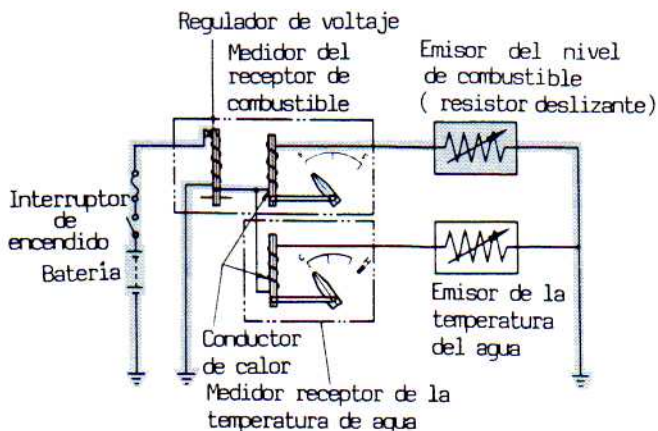 Regulador de voltaje
Medidor del
receptor de
combustible
Emisor del nivel
de combustible
( resistor deslizante)
Interruptor
de
encendido
Batería
Conductor
de calor
Medidor receptor de la
temperatura de agua
Emisor de la
temperatura
del agua